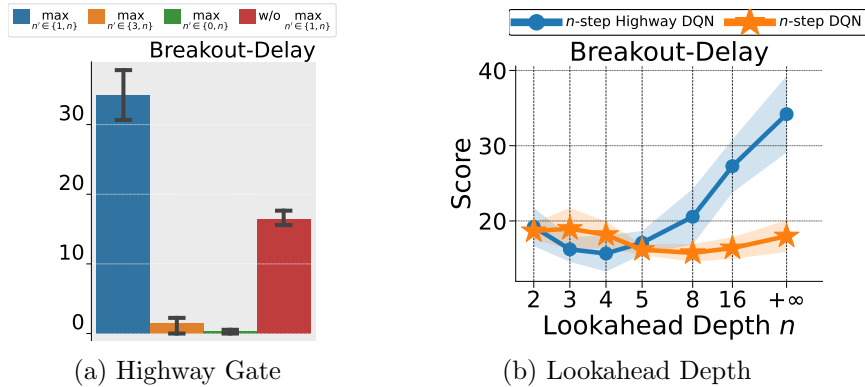 max n'∈{1,n} max n'∈{3,n} max n'∈{0,n} w/o max n'∈{1,n}
Breakout-Delay
30
20
10
0
(a) Highway Gate
n-step Highway DQN n-step DQN
Breakout-Delay
Score
40
30
20
2 3 4 5 8 16 +∞
Lookahead Depth n
(b) Lookahead Depth